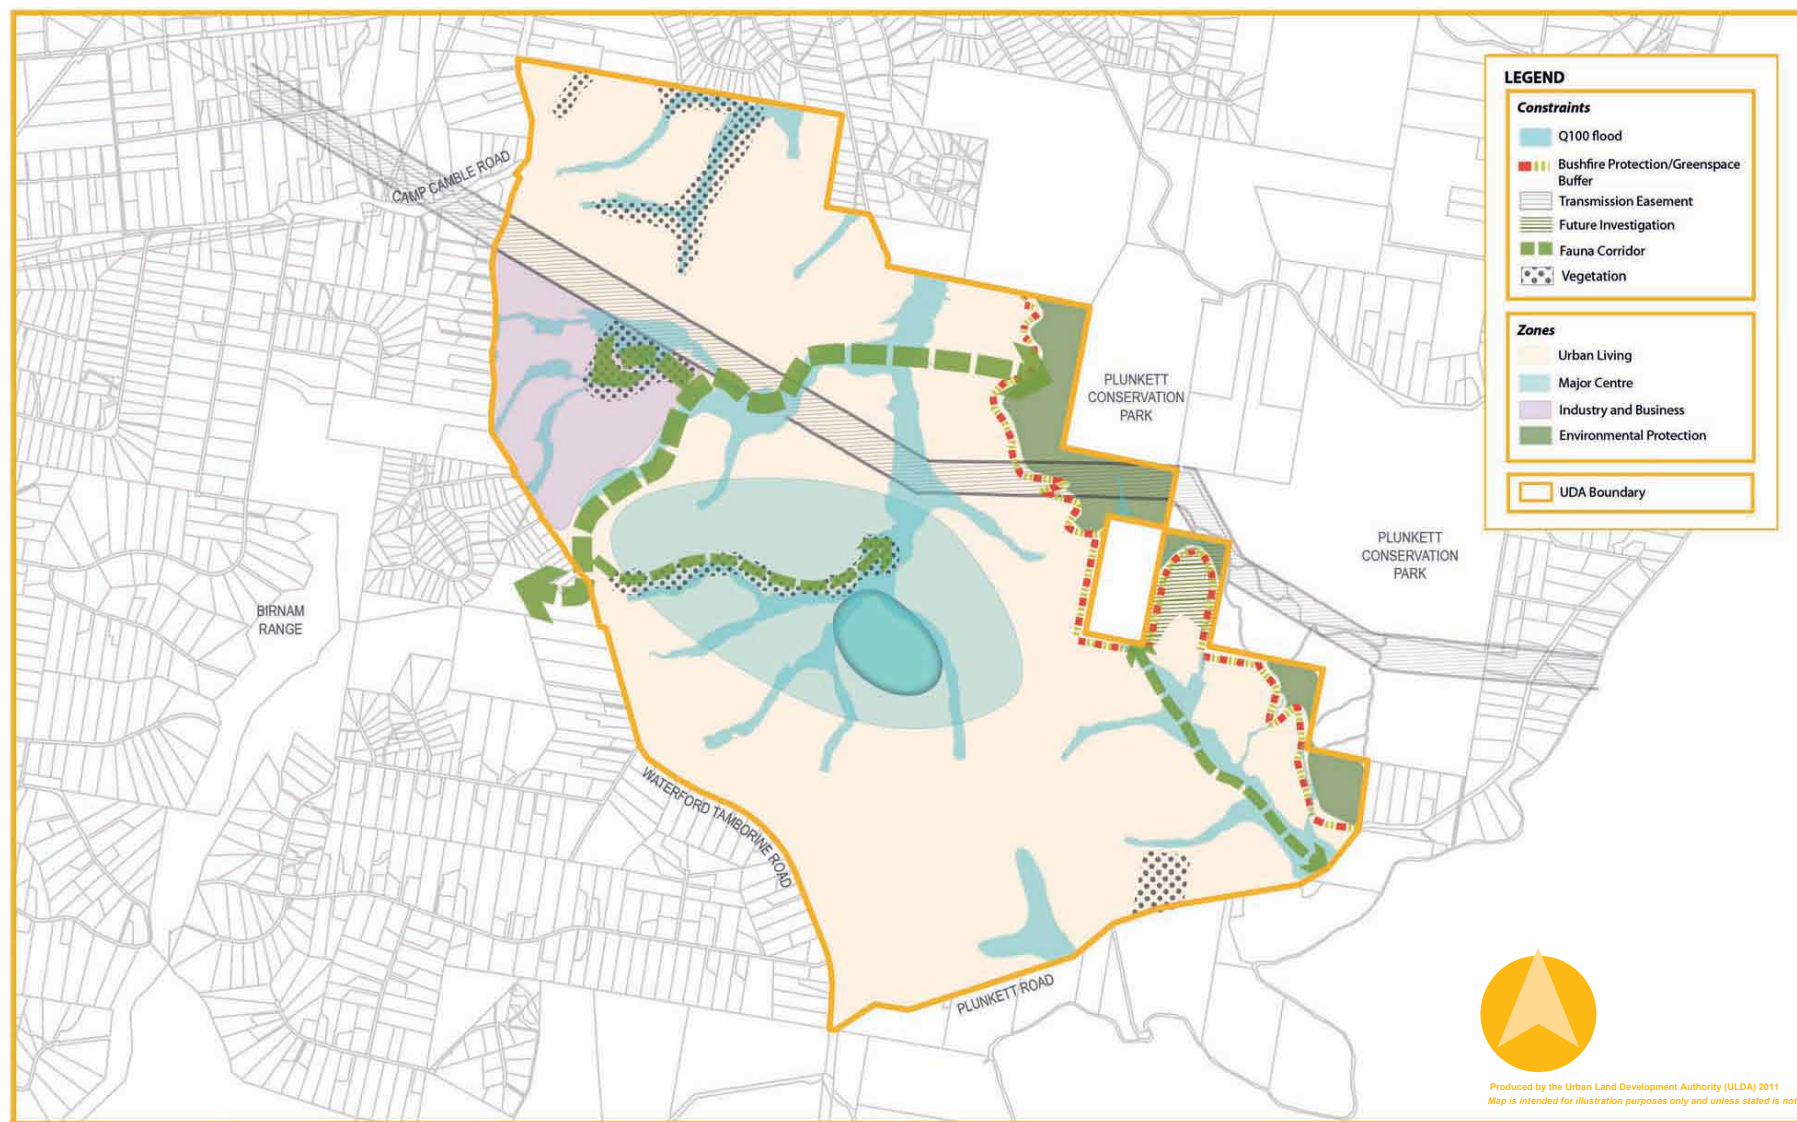 LEGEND
Constraints
Q100 flood
Bushfire Protection/Greenspace
Buffer
Transmission Easement
Future Investigation
Fauna Corridor
Vegetation
Zones
Urban Living
Major Centre
Industry and Business
Environmental Protection
UDA Boundary
CAMP CAMBLE ROAD
PLUNKETT
CONSERVATION
PARK
PLUNKETT
CONSERVATION
PARK
BIRNAM
RANGE
WATERFORD TAMBORINE ROAD
PLUNKETT ROAD
Produced by the Urban Land Development Authority (ULDA) 2011
Map is intended for illustration purposes only and unless stated is not